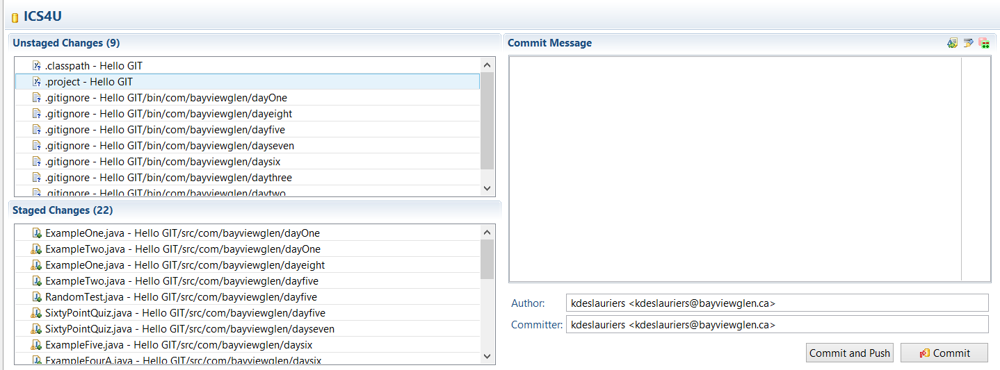 ICS4U
Unstaged Changes (9)
.classpath - Hello GIT
.project - Hello GIT
.gitignore - Hello GIT/bin/com/bayviewglen/dayOne
.gitignore - Hello GIT/bin/com/bayviewglen/dayeight
.gitignore - Hello GIT/bin/com/bayviewglen/dayfive
.gitignore - Hello GIT/bin/com/bayviewglen/dayseven
.gitignore - Hello GIT/bin/com/bayviewglen/daysix
.gitignore - Hello GIT/bin/com/bayviewglen/daythree
.gitignore - Hello GIT/bin/com/bayviewglen/daytwo
Staged Changes (22)
ExampleOne.java - Hello GIT/src/com/bayviewglen/dayOne
ExampleTwo.java - Hello GIT/src/com/bayviewglen/dayOne
ExampleOne.java - Hello GIT/src/com/bayviewglen/dayeight
ExampleTwo.java - Hello GIT/src/com/bayviewglen/dayfive
RandomTest.java - Hello GIT/src/com/bayviewglen/dayfive
SixtyPointQuiz.java - Hello GIT/src/com/bayviewglen/dayfive
SixtyPointQuiz.java - Hello GIT/src/com/bayviewglen/dayseven
ExampleFive.java - Hello GIT/src/com/bayviewglen/daysix
ExampleFourA.java - Hello GIT/src/com/bayviewglen/daysix
Commit Message
Author: kdeslauriers <kdeslauriers@bayviewglen.ca>
Committer: kdeslauriers <kdeslauriers@bayviewglen.ca>
Commit and Push Commit